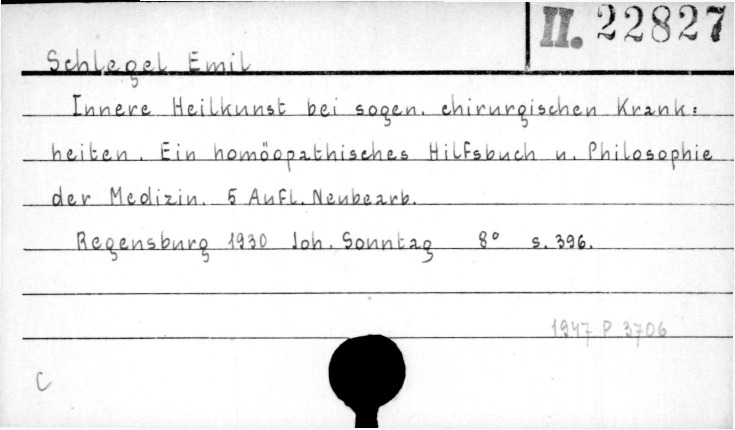 II. 22827
Schlegel Emil
Innere Heilkunst bei sogen. chirurgischen Krank=
heiten. Ein homöopathisches Hilfsbuch u. Philosophie
der Medizin. 5 Aufl. Neubearb.
Regensburg 1930 Joh. Sonntag 8° s. 396.
1947 P 3706
C